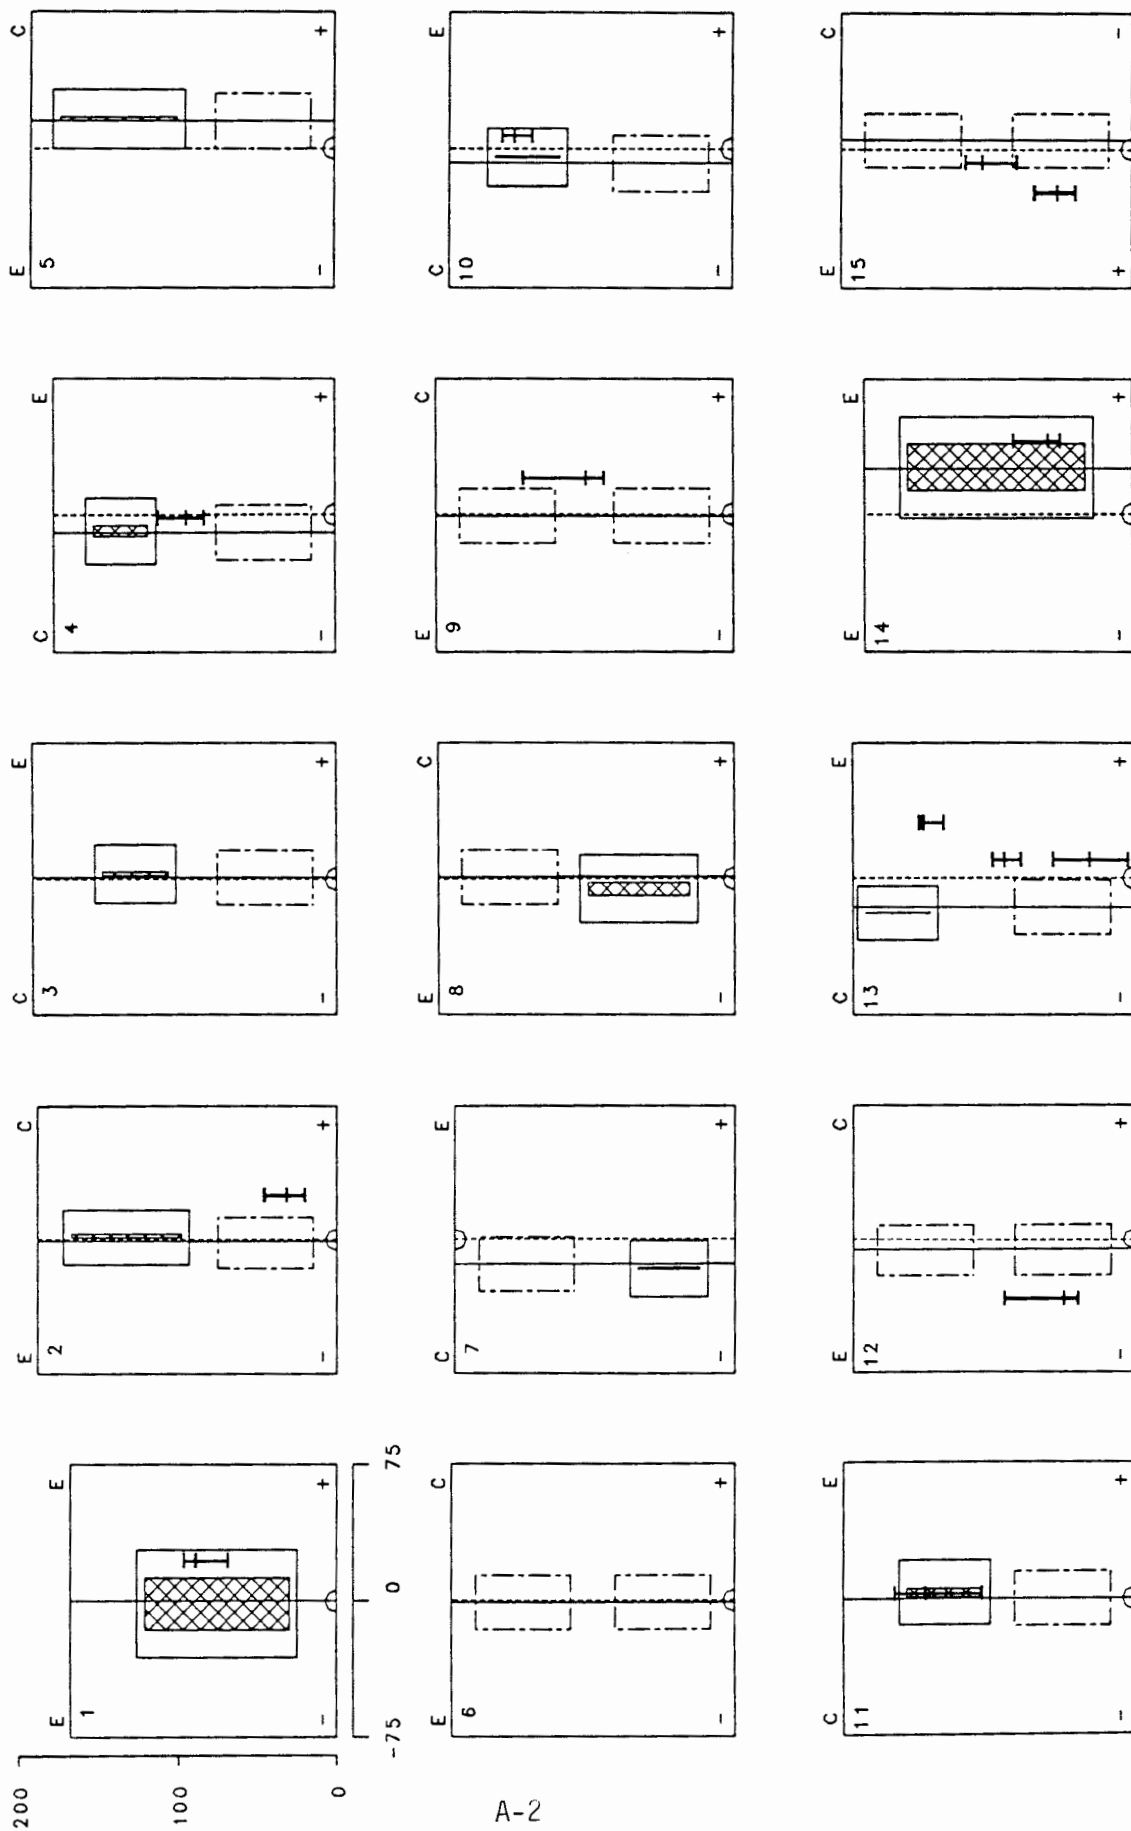 E E E C C E C E E C
200
1 2 3 4 5
100
0
- + - + - + - + - +
-75 0 75
E C C E E C E C C E
6 7 8 9 10
- + - + - + - + - +
C E E C C E E E E C
11 12 13 14 15
- + - + - + - + + -
A-2